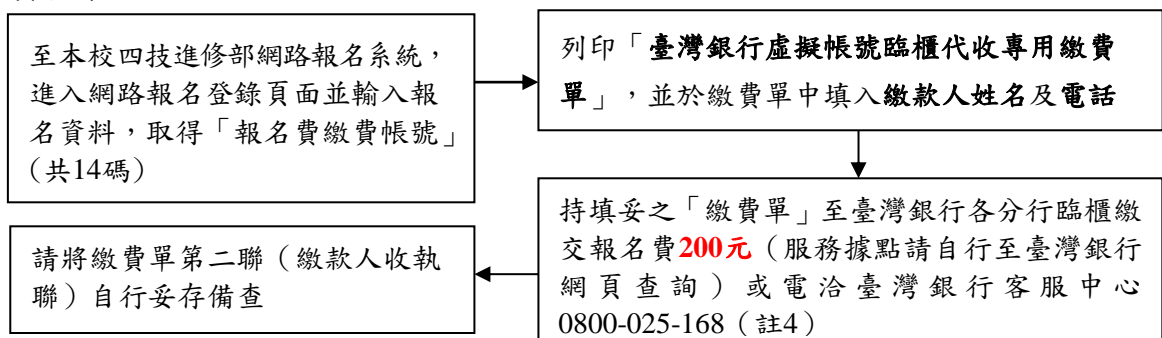 至本校四技進修部網路報名系統，
進入網路報名登錄頁面並輸入報
名資料，取得「報名費繳費帳號」
（共14碼）
列印「臺灣銀行虛擬帳號臨櫃代收專用繳費
單」，並於繳費單中填入繳款人姓名及電話
持填妥之「繳費單」至臺灣銀行各分行臨櫃繳
交報名費200元（服務據點請自行至臺灣銀行
網頁查詢）或電洽臺灣銀行客服中心
0800-025-168（註4）
請將繳費單第二聯（繳款人收執
聯）自行妥存備查